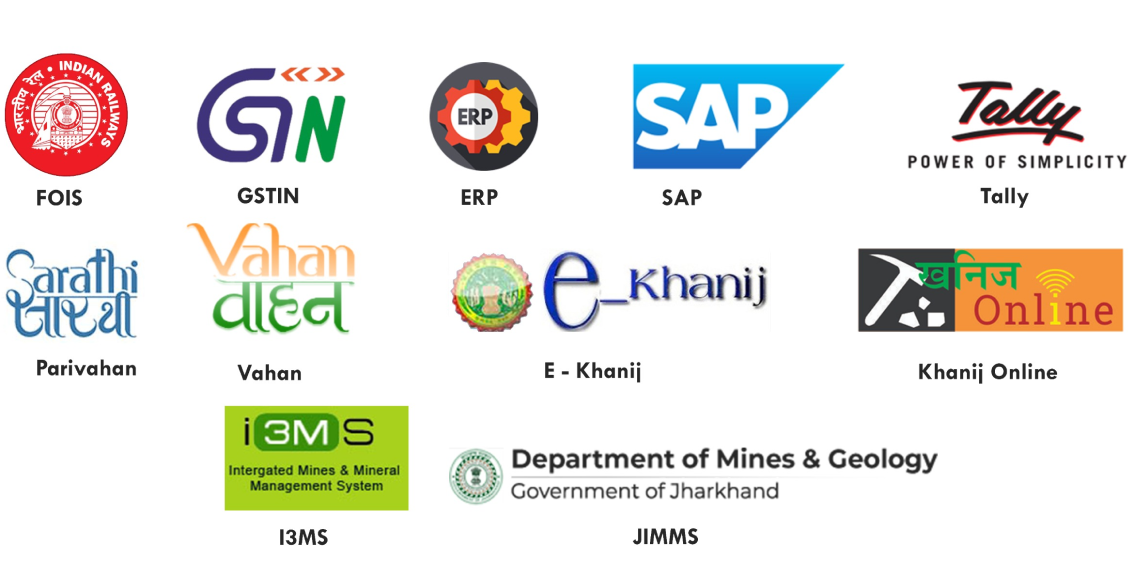 भारतीय रेल • INDIAN RAILWAYS
GSTN
ERP
SAP
Tally
POWER OF SIMPLICITY
FOIS
GSTIN
ERP
SAP
Tally
Sarathi
सारथी
Vahan
वाहन
e_Khanij
खनिज
Online
Parivahan
Vahan
E - Khanij
Khanij Online
i3MS
Intergated Mines & Mineral
Management System
Department of Mines & Geology
Government of Jharkhand
I3MS
JIMMS